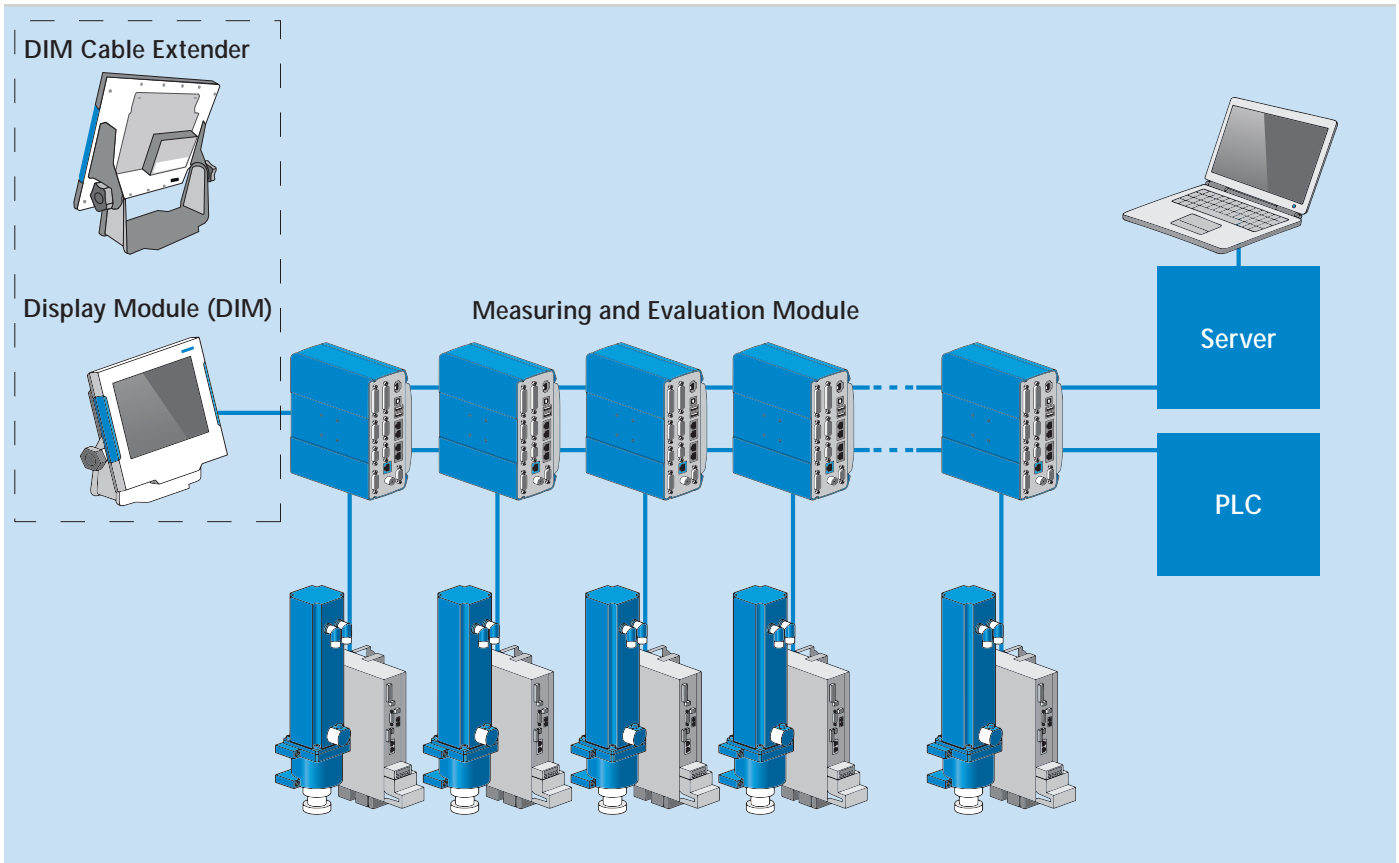 DIM Cable Extender
Display Module (DIM)
Measuring and Evaluation Module
Server
PLC